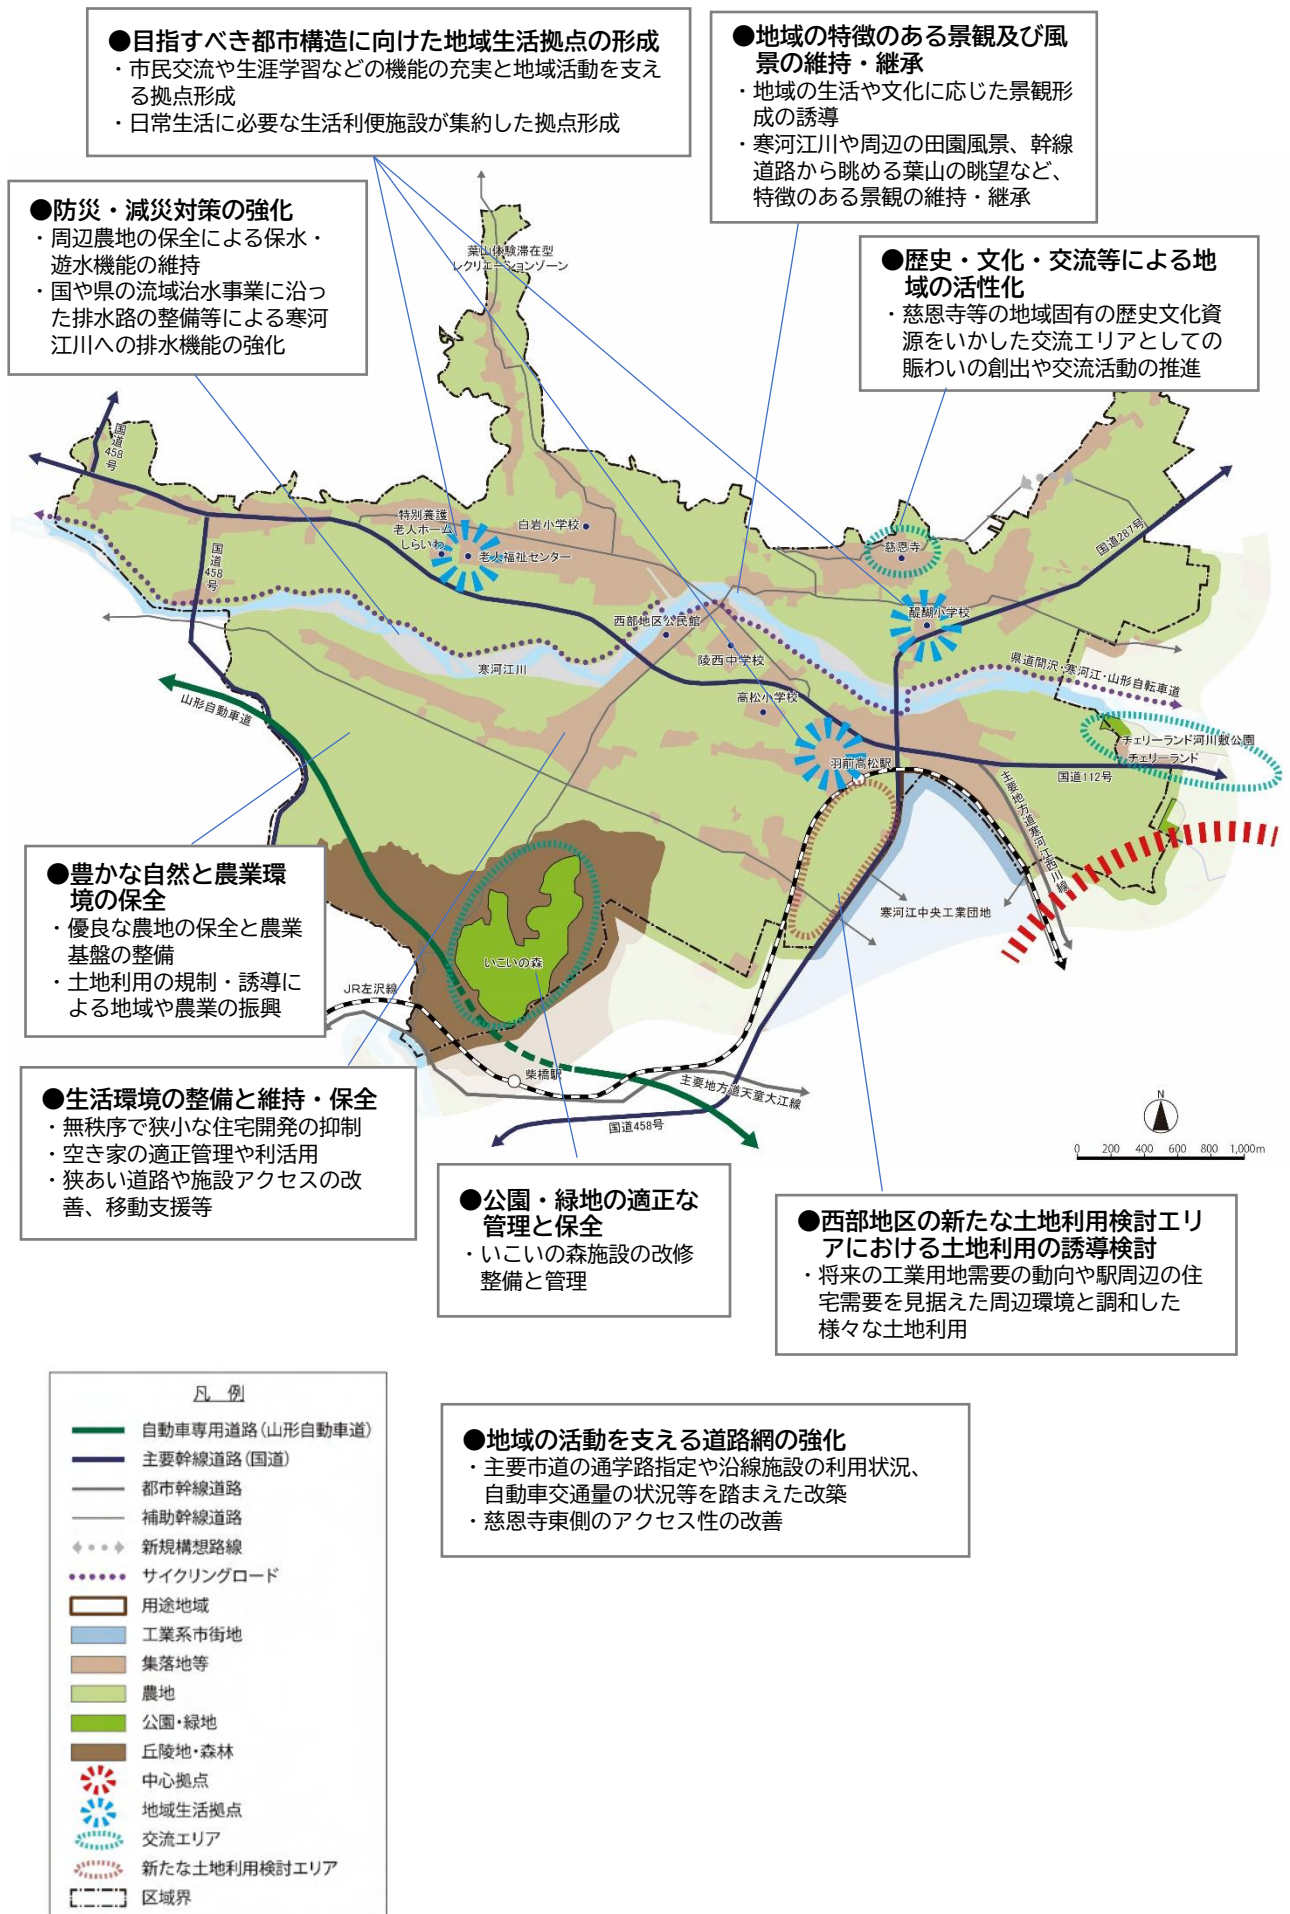 ●目指すべき都市構造に向けた地域生活拠点の形成
・市民交流や生涯学習などの機能の充実と地域活動を支え
る拠点形成
・日常生活に必要な生活利便施設が集約した拠点形成
●地域の特徴のある景観及び風
景の維持・継承
・地域の生活や文化に応じた景観形
成の誘導
・寒河江川や周辺の田園風景、幹線
道路から眺める葉山の眺望など、
特徴のある景観の維持・継承
●防災・減災対策の強化
・周辺農地の保全による保水・
遊水機能の維持
・国や県の流域治水事業に沿っ
た排水路の整備等による寒河
江川への排水機能の強化
●歴史・文化・交流等による地
域の活性化
・慈恩寺等の地域固有の歴史文化資
源をいかした交流エリアとしての
賑わいの創出や交流活動の推進
葉山体験滞在型
レクリエーションゾーン
国道458号
国道458号
特別養護
老人ホーム
しらいわ
老人福祉センター
白岩小学校
慈恩寺
国道287号
醍醐小学校
西部地区公民館
陵西中学校
寒河江川
高松小学校
県道間沢・寒河江・山形自転車道
山形自動車道
羽前高松駅
チェリーランド河川敷公園
チェリーランド
国道112号
主要地方道寒河江西川線
寒河江中央工業団地
いこいの森
JR左沢線
柴橋駅
主要地方道天童大江線
国道458号
N
0 200 400 600 800 1,000m
●豊かな自然と農業環
境の保全
・優良な農地の保全と農業
基盤の整備
・土地利用の規制・誘導に
よる地域や農業の振興
●生活環境の整備と維持・保全
・無秩序で狭小な住宅開発の抑制
・空き家の適正管理や利活用
・狭あい道路や施設アクセスの改
善、移動支援等
●公園・緑地の適正な
管理と保全
・いこいの森施設の改修
整備と管理
●西部地区の新たな土地利用検討エリ
アにおける土地利用の誘導検討
・将来の工業用地需要の動向や駅周辺の住
宅需要を見据えた周辺環境と調和した
様々な土地利用
●地域の活動を支える道路網の強化
・主要市道の通学路指定や沿線施設の利用状況、
自動車交通量の状況等を踏まえた改築
・慈恩寺東側のアクセス性の改善
凡 例
自動車専用道路(山形自動車道)
主要幹線道路(国道)
都市幹線道路
補助幹線道路
新規構想路線
サイクリングロード
用途地域
工業系市街地
集落地等
農地
公園・緑地
丘陵地・森林
中心拠点
地域生活拠点
交流エリア
新たな土地利用検討エリア
区域界